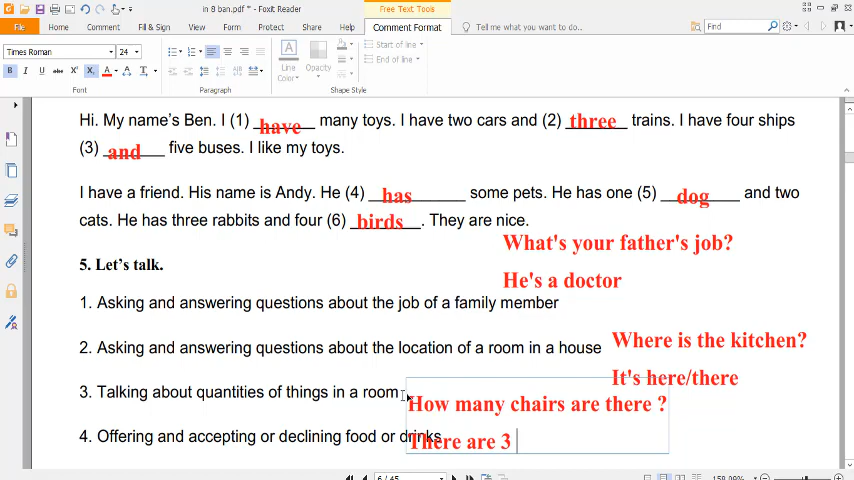 in 8 ban.pdf * - Foxit Reader
Free Text Tools
File Home Comment Fill & Sign View Form Protect Share Help Comment Format Tell me what you want to do... Find
Times Roman 24 Start of line
B I U abc X² X₂ A T Line Color Opacity End of line
Font Paragraph Shape Style
Hi. My name's Ben. I (1) have many toys. I have two cars and (2) three trains. I have four ships
(3) and five buses. I like my toys.
I have a friend. His name is Andy. He (4) has some pets. He has one (5) dog and two
cats. He has three rabbits and four (6) birds. They are nice.
What's your father's job?
5. Let's talk.
He's a doctor
1. Asking and answering questions about the job of a family member
Where is the kitchen?
2. Asking and answering questions about the location of a room in a house
It's here/there
3. Talking about quantities of things in a room
How many chairs are there ?
4. Offering and accepting or declining food or drinks
There are 3
6 / 45 158.09%